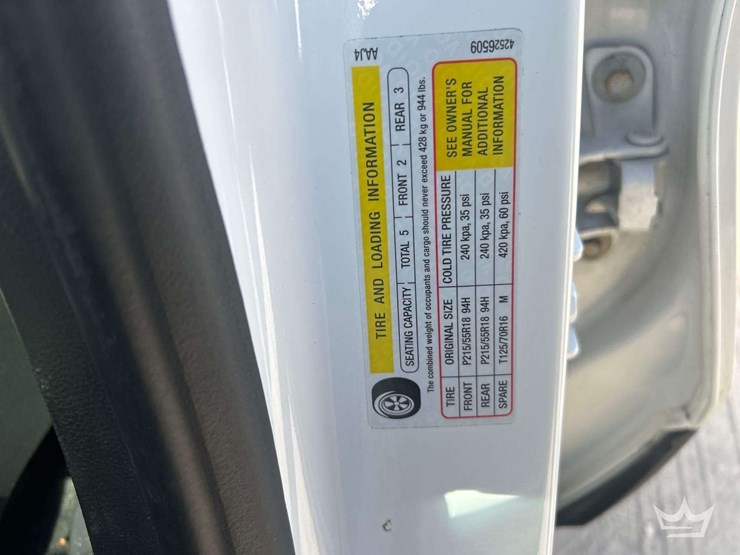 AAJ4
42526509
TIRE AND LOADING INFORMATION
SEATING CAPACITY | TOTAL 5 | FRONT 2 | REAR 3
The combined weight of occupants and cargo should never exceed 428 kg or 944 lbs.
TIRE ORIGINAL SIZE COLD TIRE PRESSURE
FRONT P215/55R18 94H 240 kpa, 35 psi
REAR P215/55R18 94H 240 kpa, 35 psi
SPARE T125/70R16 M 420 kpa, 60 psi
SEE OWNER'S
MANUAL FOR
ADDITIONAL
INFORMATION